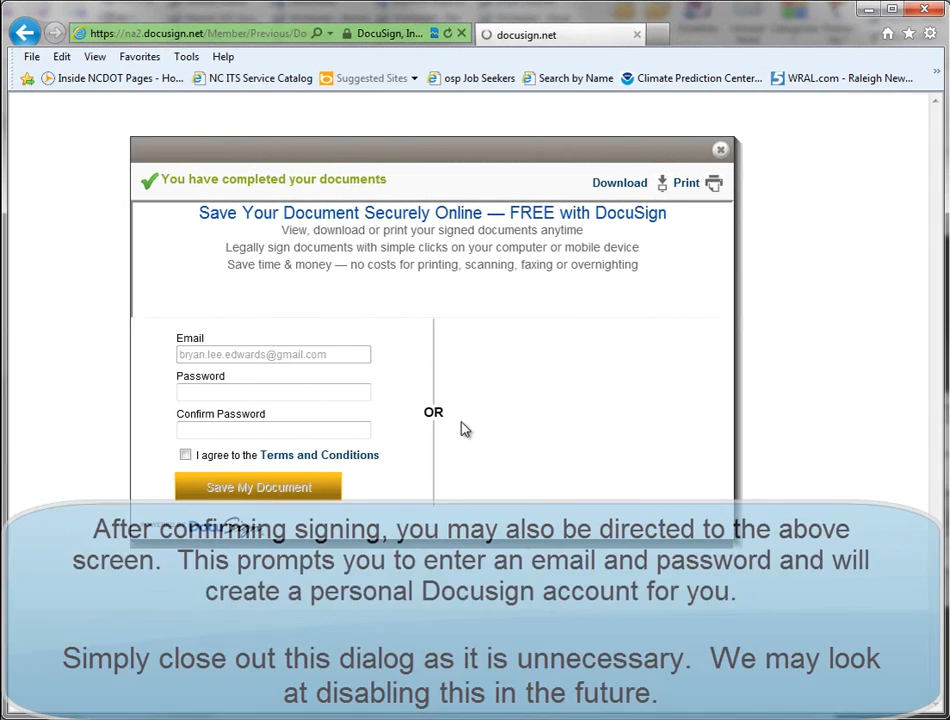 https://na2.docusign.net/Member/Previous/Do
DocuSign, In
docusign.net
File Edit View Favorites Tools Help
Inside NCDOT Pages - Ho...
NC ITS Service Catalog
Suggested Sites
osp Job Seekers
Search by Name
Climate Prediction Center...
WRAL.com - Raleigh New...
You have completed your documents
Download
Print
Save Your Document Securely Online — FREE with DocuSign
View, download or print your signed documents anytime
Legally sign documents with simple clicks on your computer or mobile device
Save time & money — no costs for printing, scanning, faxing or overnighting
Email
bryan.lee.edwards@gmail.com
Password
Confirm Password
OR
I agree to the Terms and Conditions
Save My Document
After confirming signing, you may also be directed to the above
screen. This prompts you to enter an email and password and will
create a personal Docusign account for you.
Simply close out this dialog as it is unnecessary. We may look
at disabling this in the future.